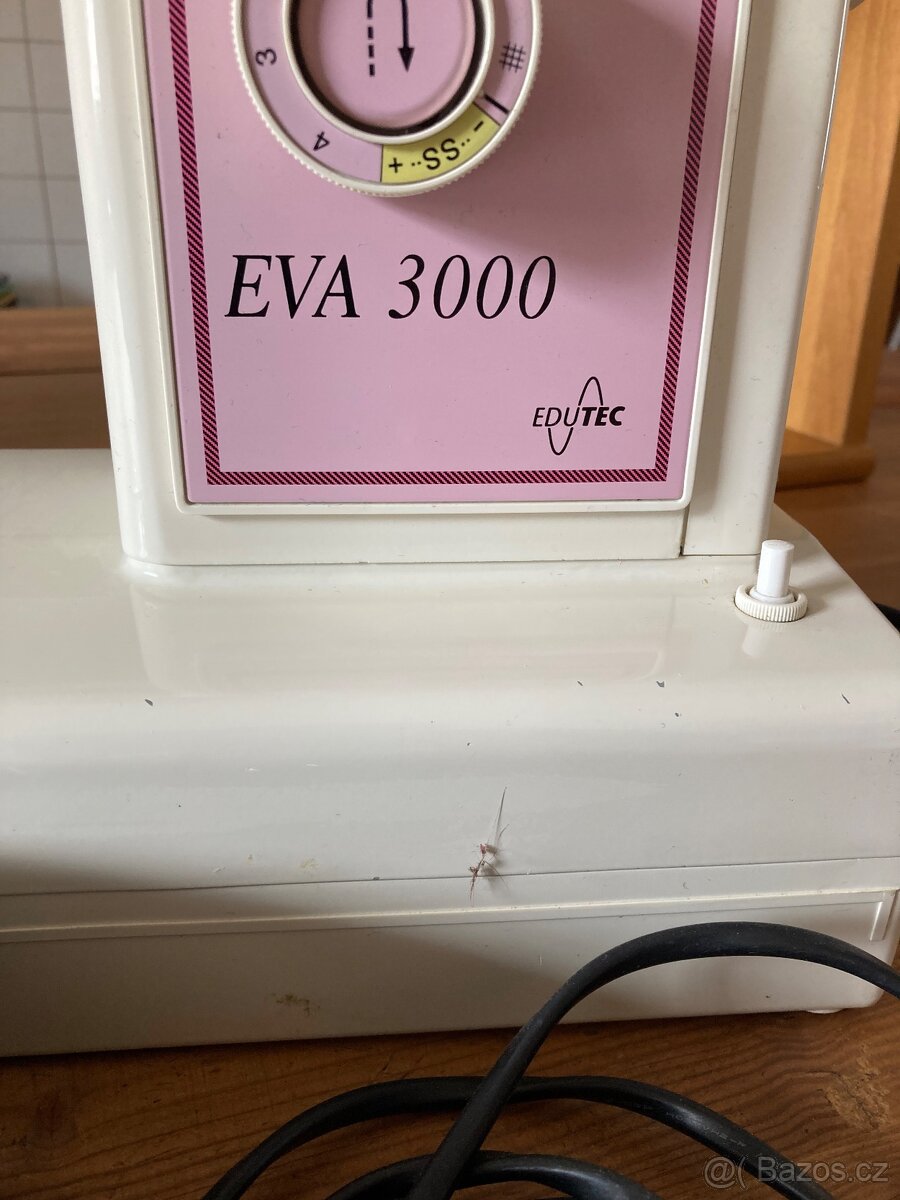 3
4
+ ··SS·· -
EVA 3000
EDUTEC
@( Bazos.cz